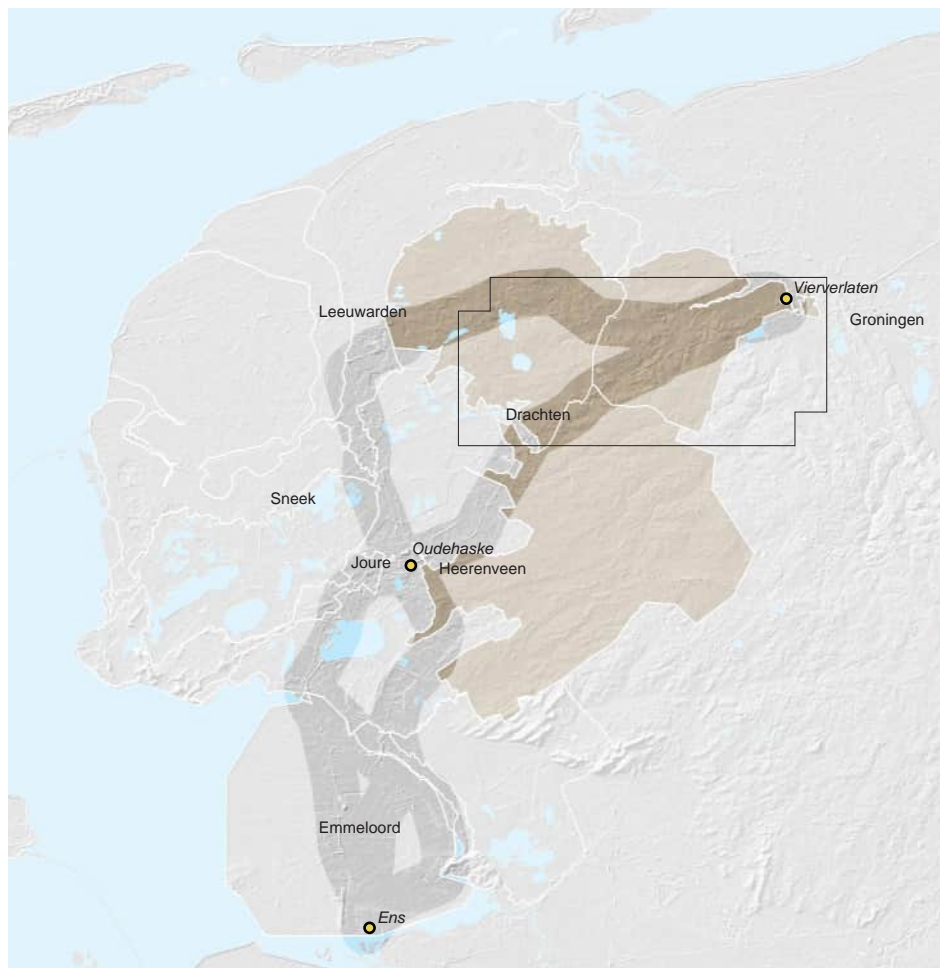 Vierverlaten
Leeuwarden
Groningen
Drachten
Sneek
Oudehaske
Joure
Heerenveen
Emmeloord
Ens